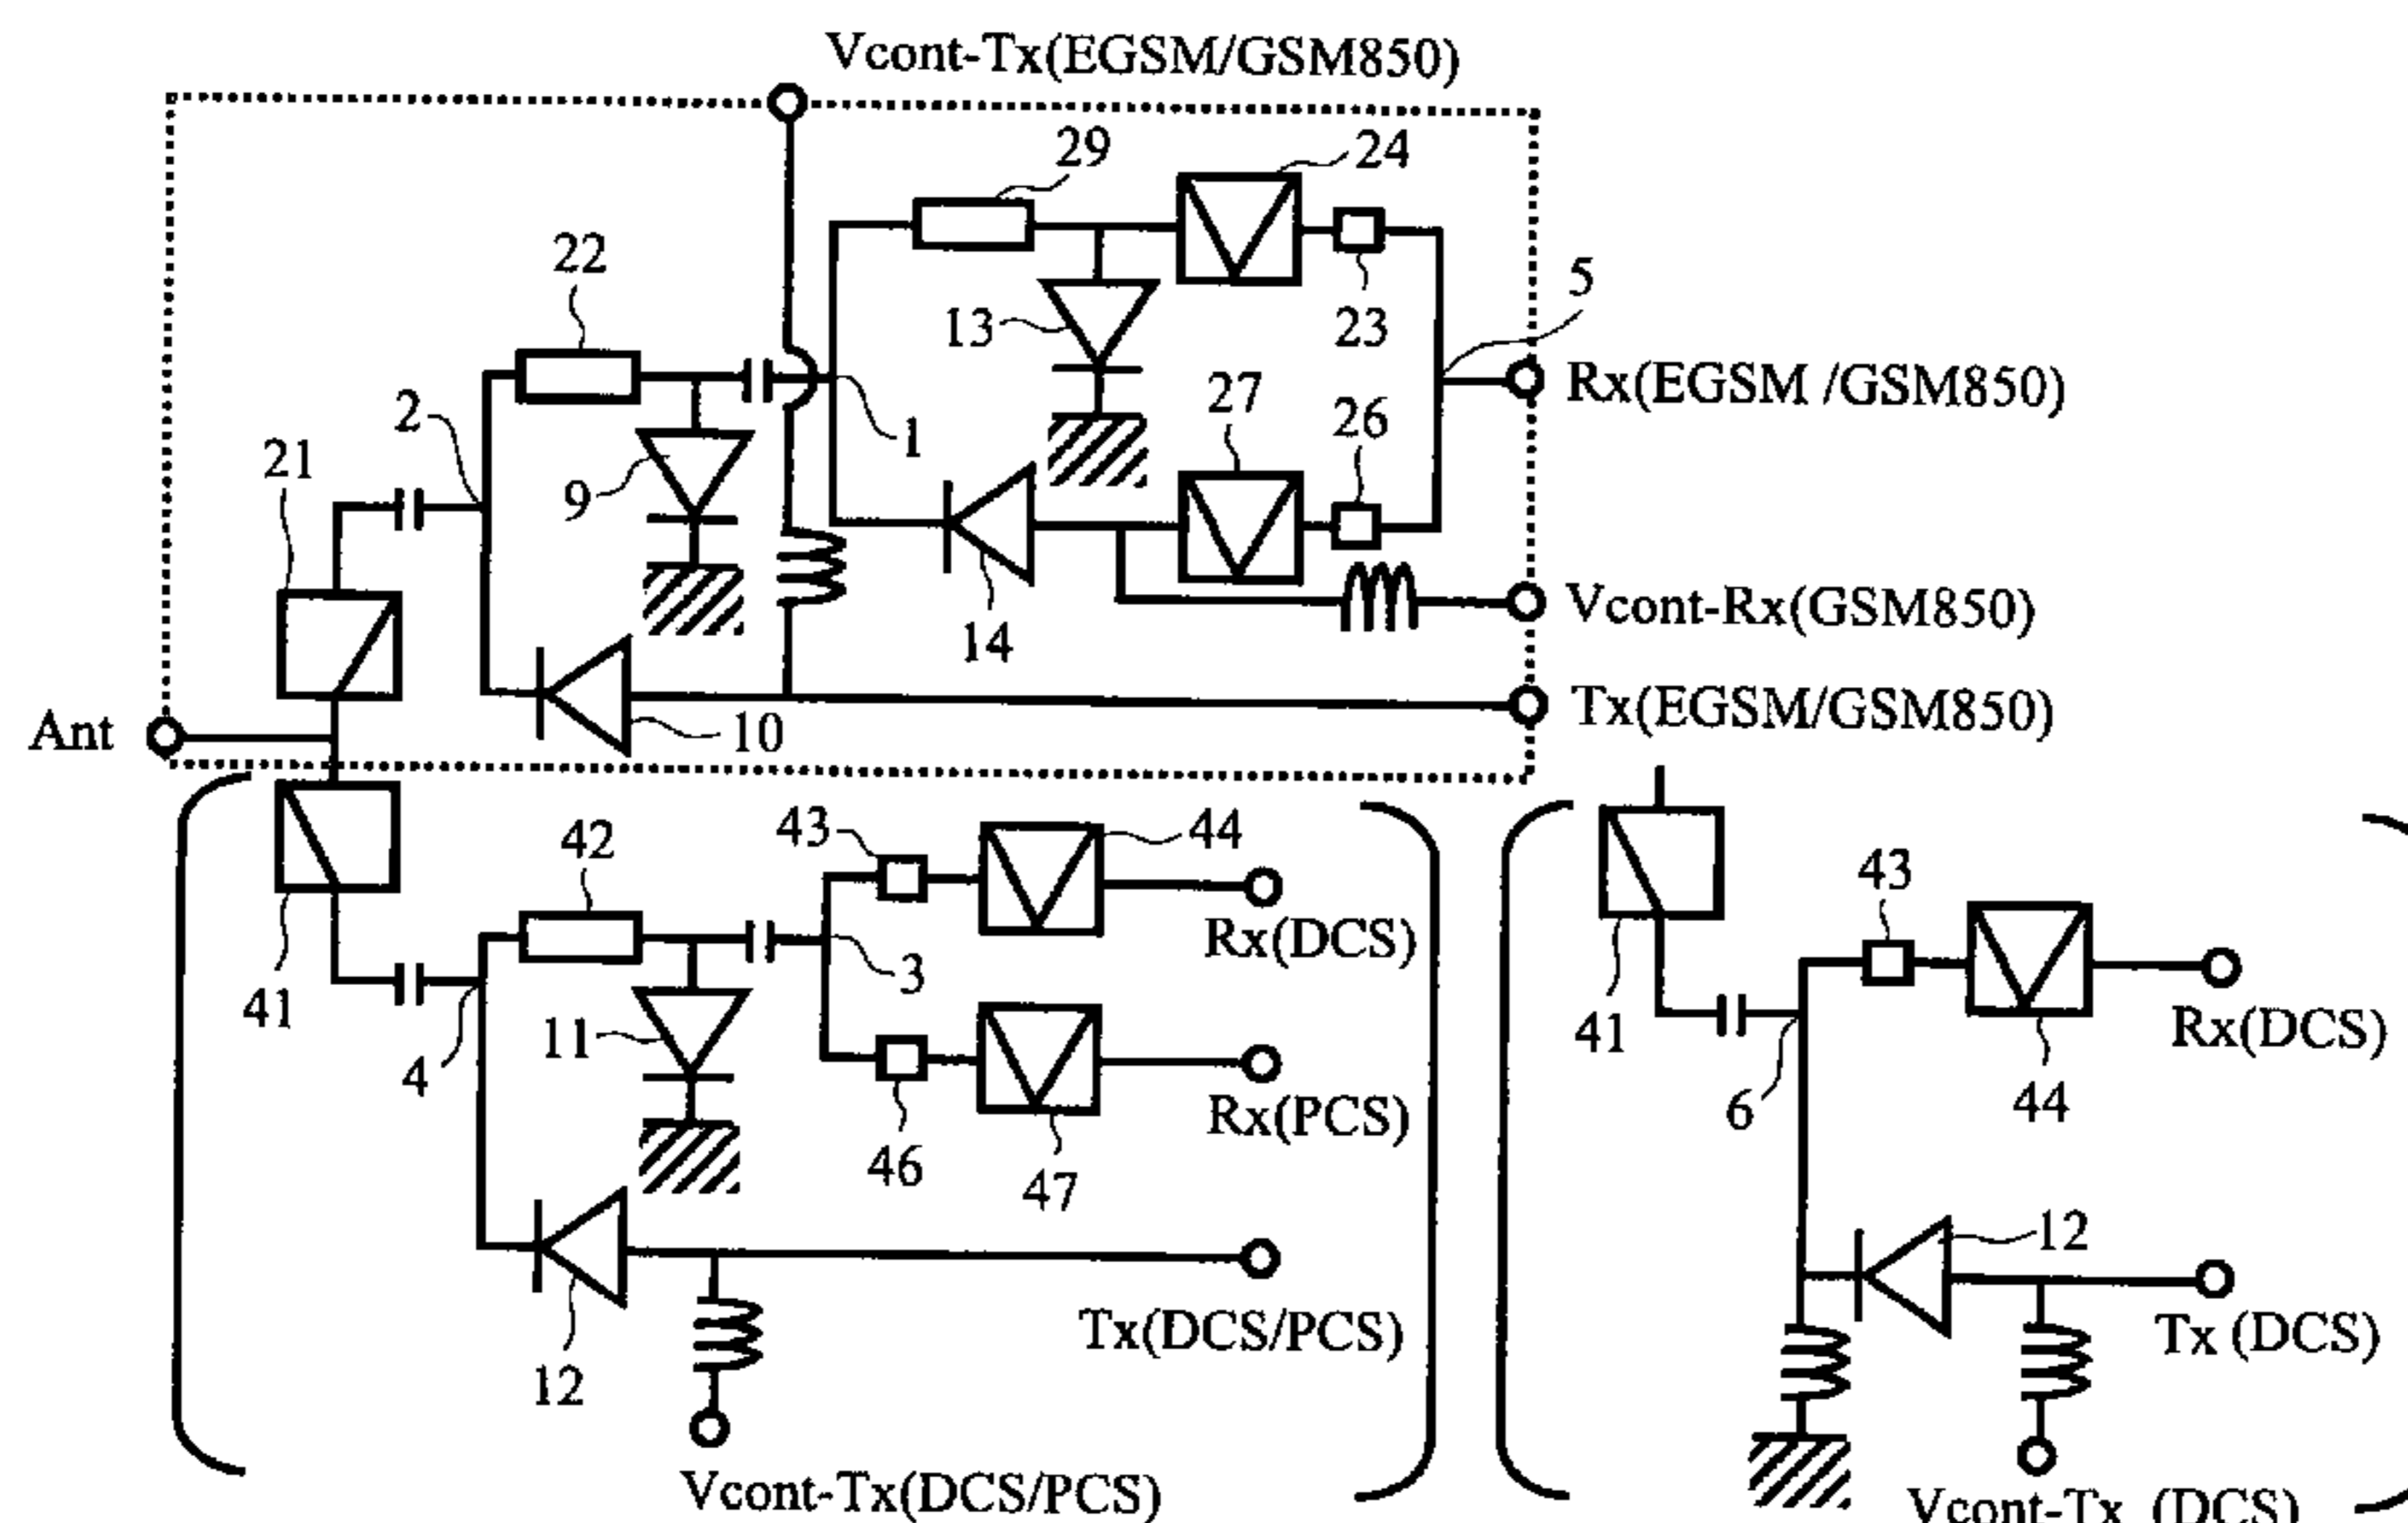 Vcont-Tx(EGSM/GSM850)
29
24
22
5
13
23
Rx(EGSM /GSM850)
2
27
26
1
21
9
Vcont-Rx(GSM850)
14
Tx(EGSM/GSM850)
Ant
10
42
43
44
Rx(DCS)
3
41
11
4
Rx(PCS)
46
47
Tx(DCS/PCS)
12
Vcont-Tx(DCS/PCS)
43
41
Rx(DCS)
6
44
12
Tx (DCS)
Vcont-Tx (DCS)